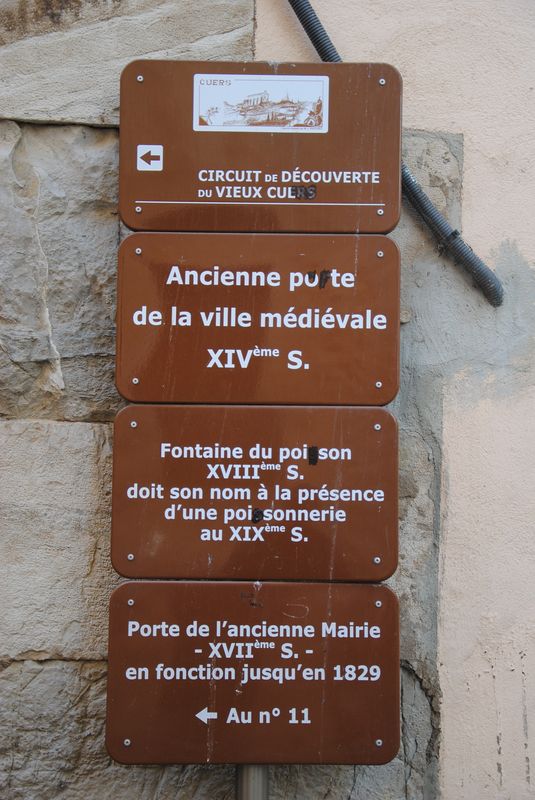 CUERS
CIRCUIT DE DÉCOUVERTE
DU VIEUX CUERS
Ancienne porte
de la ville médiévale
XIVème S.
Fontaine du poisson
XVIIIème S.
doit son nom à la présence
d'une poissonnerie
au XIXème S.
Porte de l'ancienne Mairie
- XVIIème S. -
en fonction jusqu'en 1829
← Au n° 11